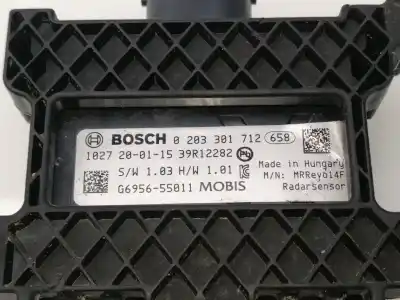 BOSCH 0 203 301 712 658
1027 20-01-15 39R12282 Pb
S/W 1.03 H/W 1.01
G6956-55011 MOBIS
Made in Hungary
M/N: MRRevo14F
RadarSensor